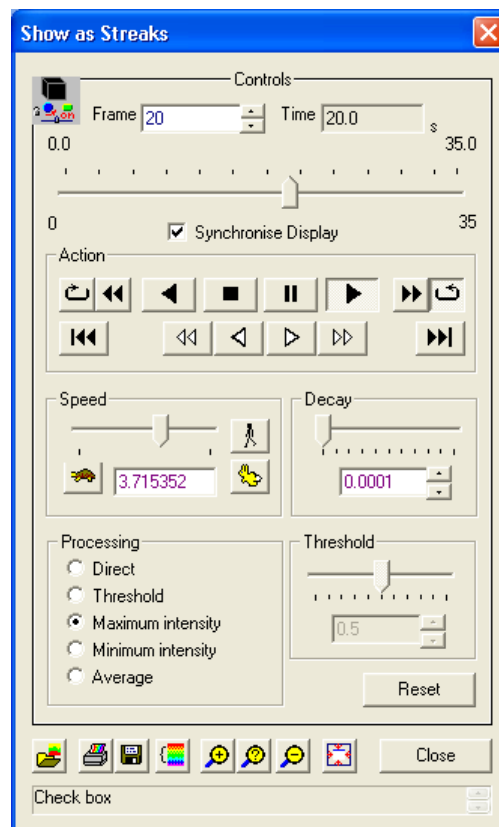 Show as Streaks
Controls
Frame 20 Time 20.0 s
0.0 35.0
0 35
Synchronise Display
Action
Speed Decay
3.715352 0.0001
Processing Threshold
Direct
Threshold
Maximum intensity 0.5
Minimum intensity
Average
Reset
Close
Check box